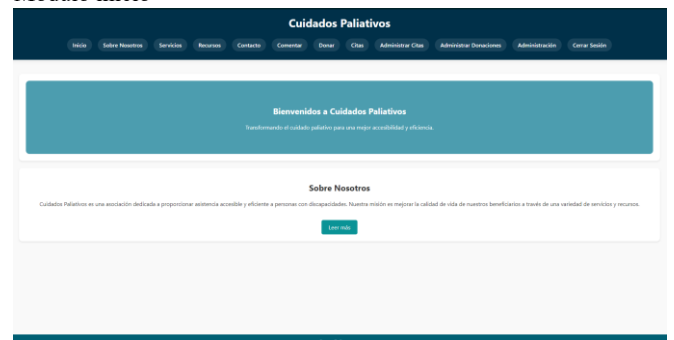 Cuidados Paliativos
Inicio Sobre Nosotros Servicios Recursos Contacto Comentar Donar Citas Administrar Citas Administrar Donaciones Administración Cerrar Sesión
Bienvenidos a Cuidados Paliativos
Transformando el cuidado paliativo para una mejor accesibilidad y eficiencia.
Sobre Nosotros
Cuidados Paliativos es una asociación dedicada a proporcionar asistencia accesible y eficiente a personas con discapacidades. Nuestra misión es mejorar la calidad de vida de nuestros beneficiarios a través de una variedad de servicios y recursos.
Leer más